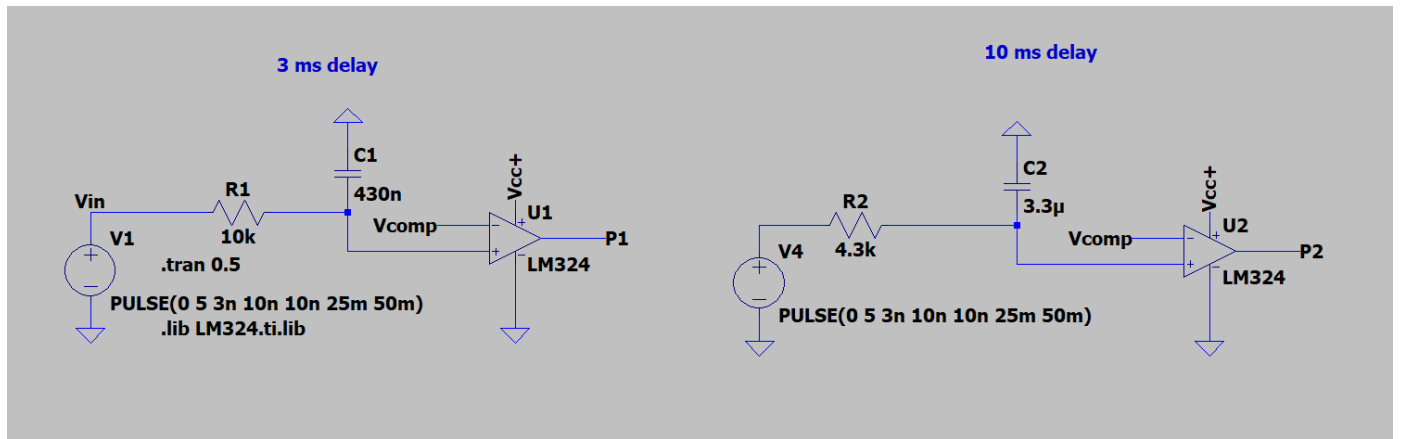 3 ms delay
C1
430n
Vcc+
Vin
R1
10k
Vcomp
U1
P1
LM324
V1
.tran 0.5
PULSE(0 5 3n 10n 10n 25m 50m)
.lib LM324.ti.lib
10 ms delay
C2
3.3µ
Vcc+
R2
4.3k
Vcomp
U2
P2
LM324
V4
PULSE(0 5 3n 10n 10n 25m 50m)